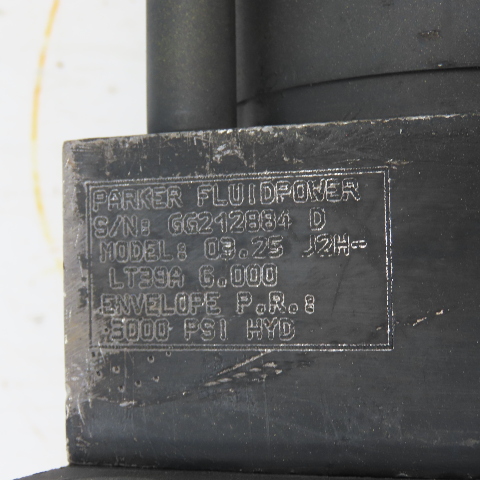 PARKER FLUIDPOWER
S/N: GG212884 D
MODEL: 03.25 J2H-
LT39A 6.000
ENVELOPE P.R.:
5000 PSI HYD